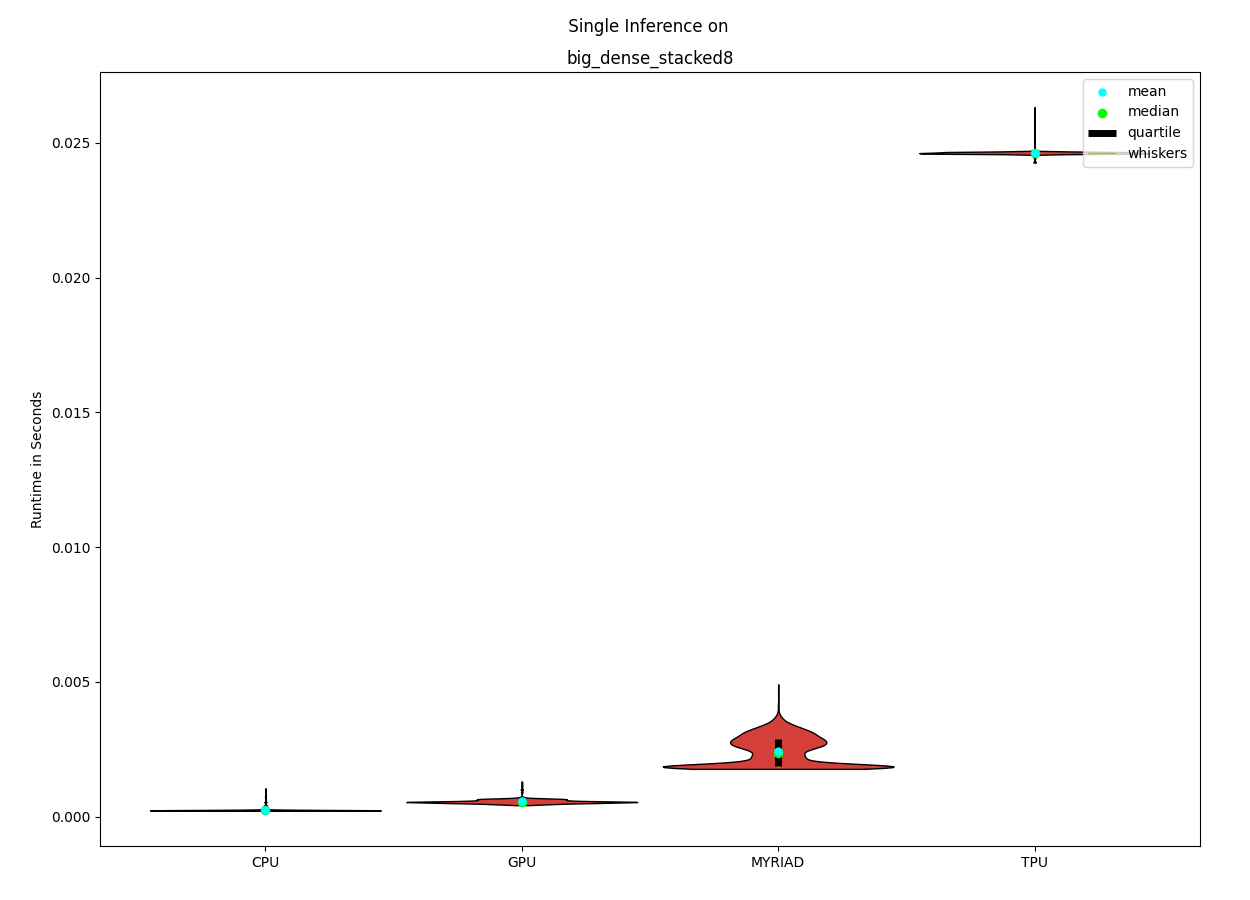 Single Inference on
big_dense_stacked8
mean
median
quartile
whiskers
0.025
0.020
0.015
0.010
0.005
0.000
Runtime in Seconds
CPU
GPU
MYRIAD
TPU